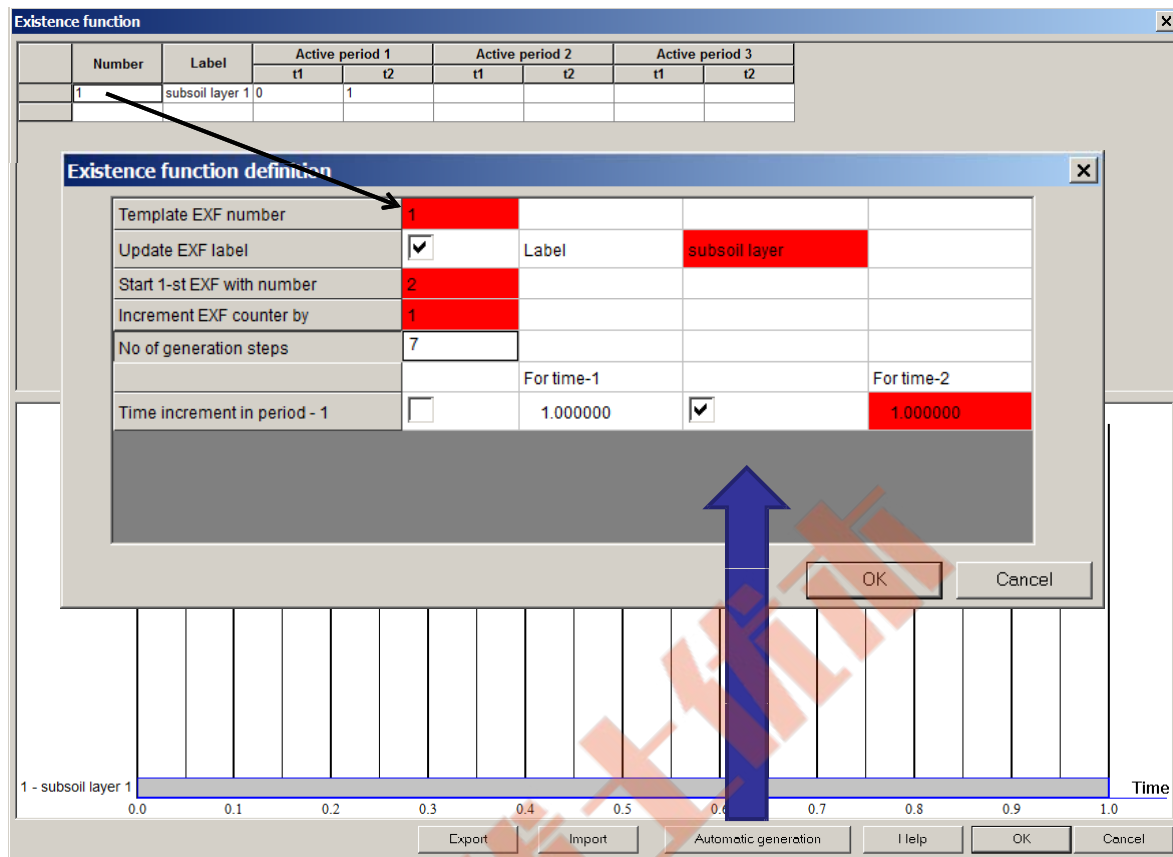 Existence function
Number Label Active period 1 Active period 2 Active period 3
t1 t2 t1 t2 t1 t2
1 subsoil layer 1 0 1
Existence function definition
Template EXF number 1
Update EXF label Label subsoil layer
Start 1-st EXF with number 2
Increment EXF counter by 1
No of generation steps 7
For time-1 For time-2
Time increment in period - 1 1.000000 1.000000
OK Cancel
1 - subsoil layer 1 Time
0.0 0.1 0.2 0.3 0.4 0.5 0.6 0.7 0.8 0.9 1.0
Export Import Automatic generation Help OK Cancel